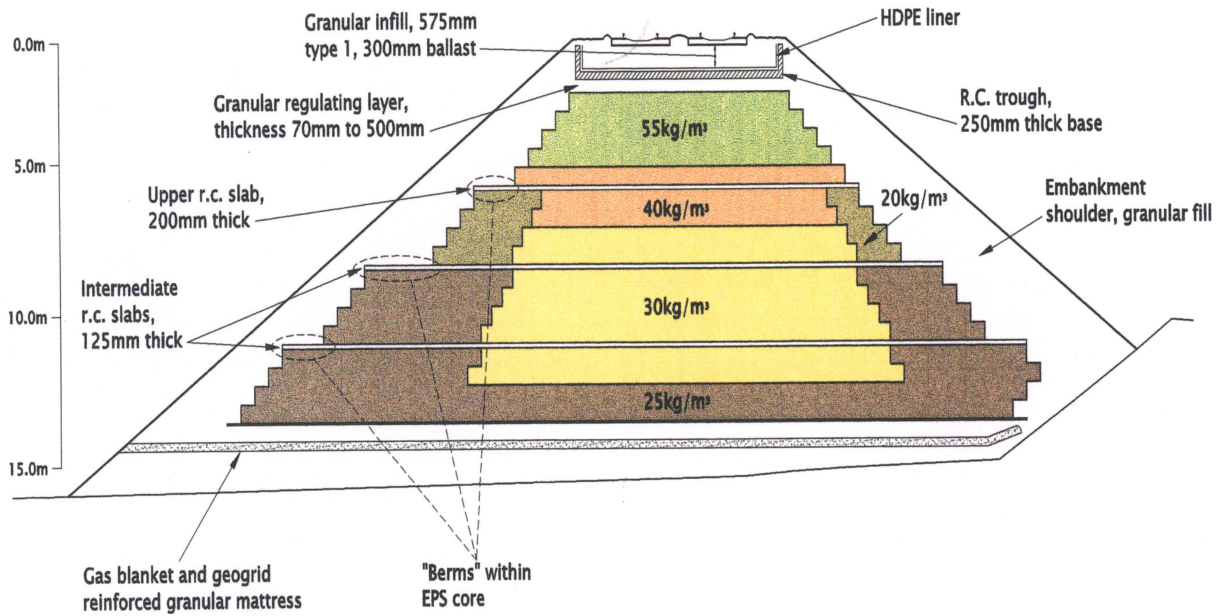 Granular infill, 575mm
type 1, 300mm ballast
HDPE liner
0.0m
Granular regulating layer,
thickness 70mm to 500mm
R.C. trough,
250mm thick base
55kg/m³
5.0m
Upper r.c. slab,
200mm thick
40kg/m³
20kg/m³
Embankment
shoulder, granular fill
Intermediate
r.c. slabs,
125mm thick
10.0m
30kg/m³
25kg/m³
15.0m
Gas blanket and geogrid
reinforced granular mattress
"Berms" within
EPS core